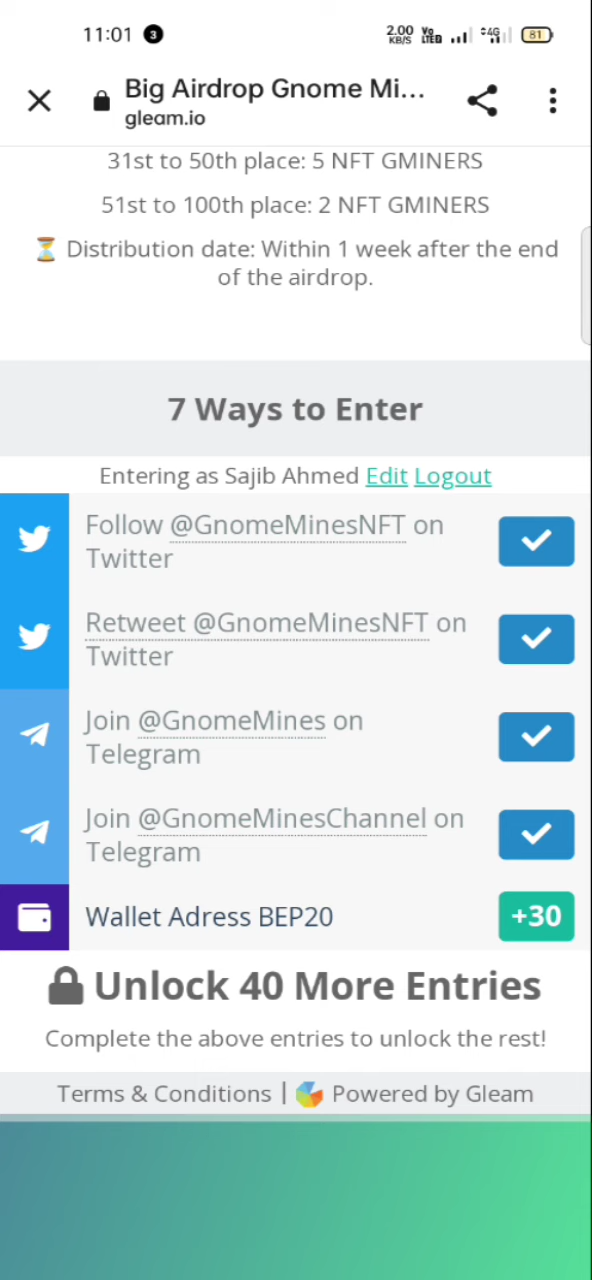 11:01 3 2.00 KB/S Vo LTED 4G 81
Big Airdrop Gnome Mi...
gleam.io
31st to 50th place: 5 NFT GMINERS
51st to 100th place: 2 NFT GMINERS
⏳ Distribution date: Within 1 week after the end
of the airdrop.
7 Ways to Enter
Entering as Sajib Ahmed Edit Logout
Follow @GnomeMinesNFT on
Twitter
Retweet @GnomeMinesNFT on
Twitter
Join @GnomeMines on
Telegram
Join @GnomeMinesChannel on
Telegram
Wallet Adress BEP20 +30
Unlock 40 More Entries
Complete the above entries to unlock the rest!
Terms & Conditions | Powered by Gleam